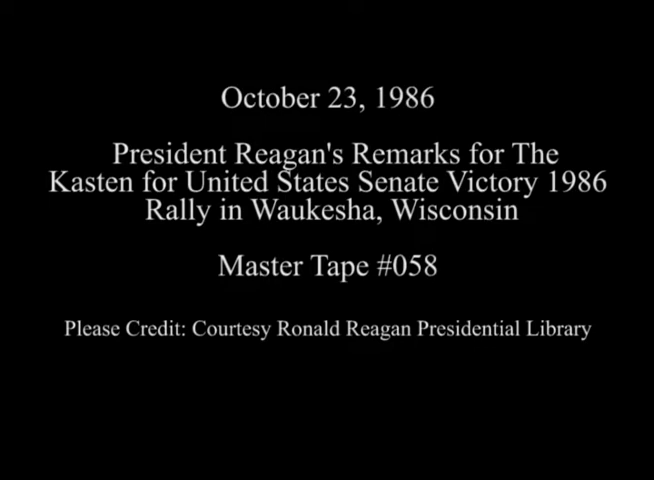 October 23, 1986
President Reagan's Remarks for The
Kasten for United States Senate Victory 1986
Rally in Waukesha, Wisconsin
Master Tape #058
Please Credit: Courtesy Ronald Reagan Presidential Library